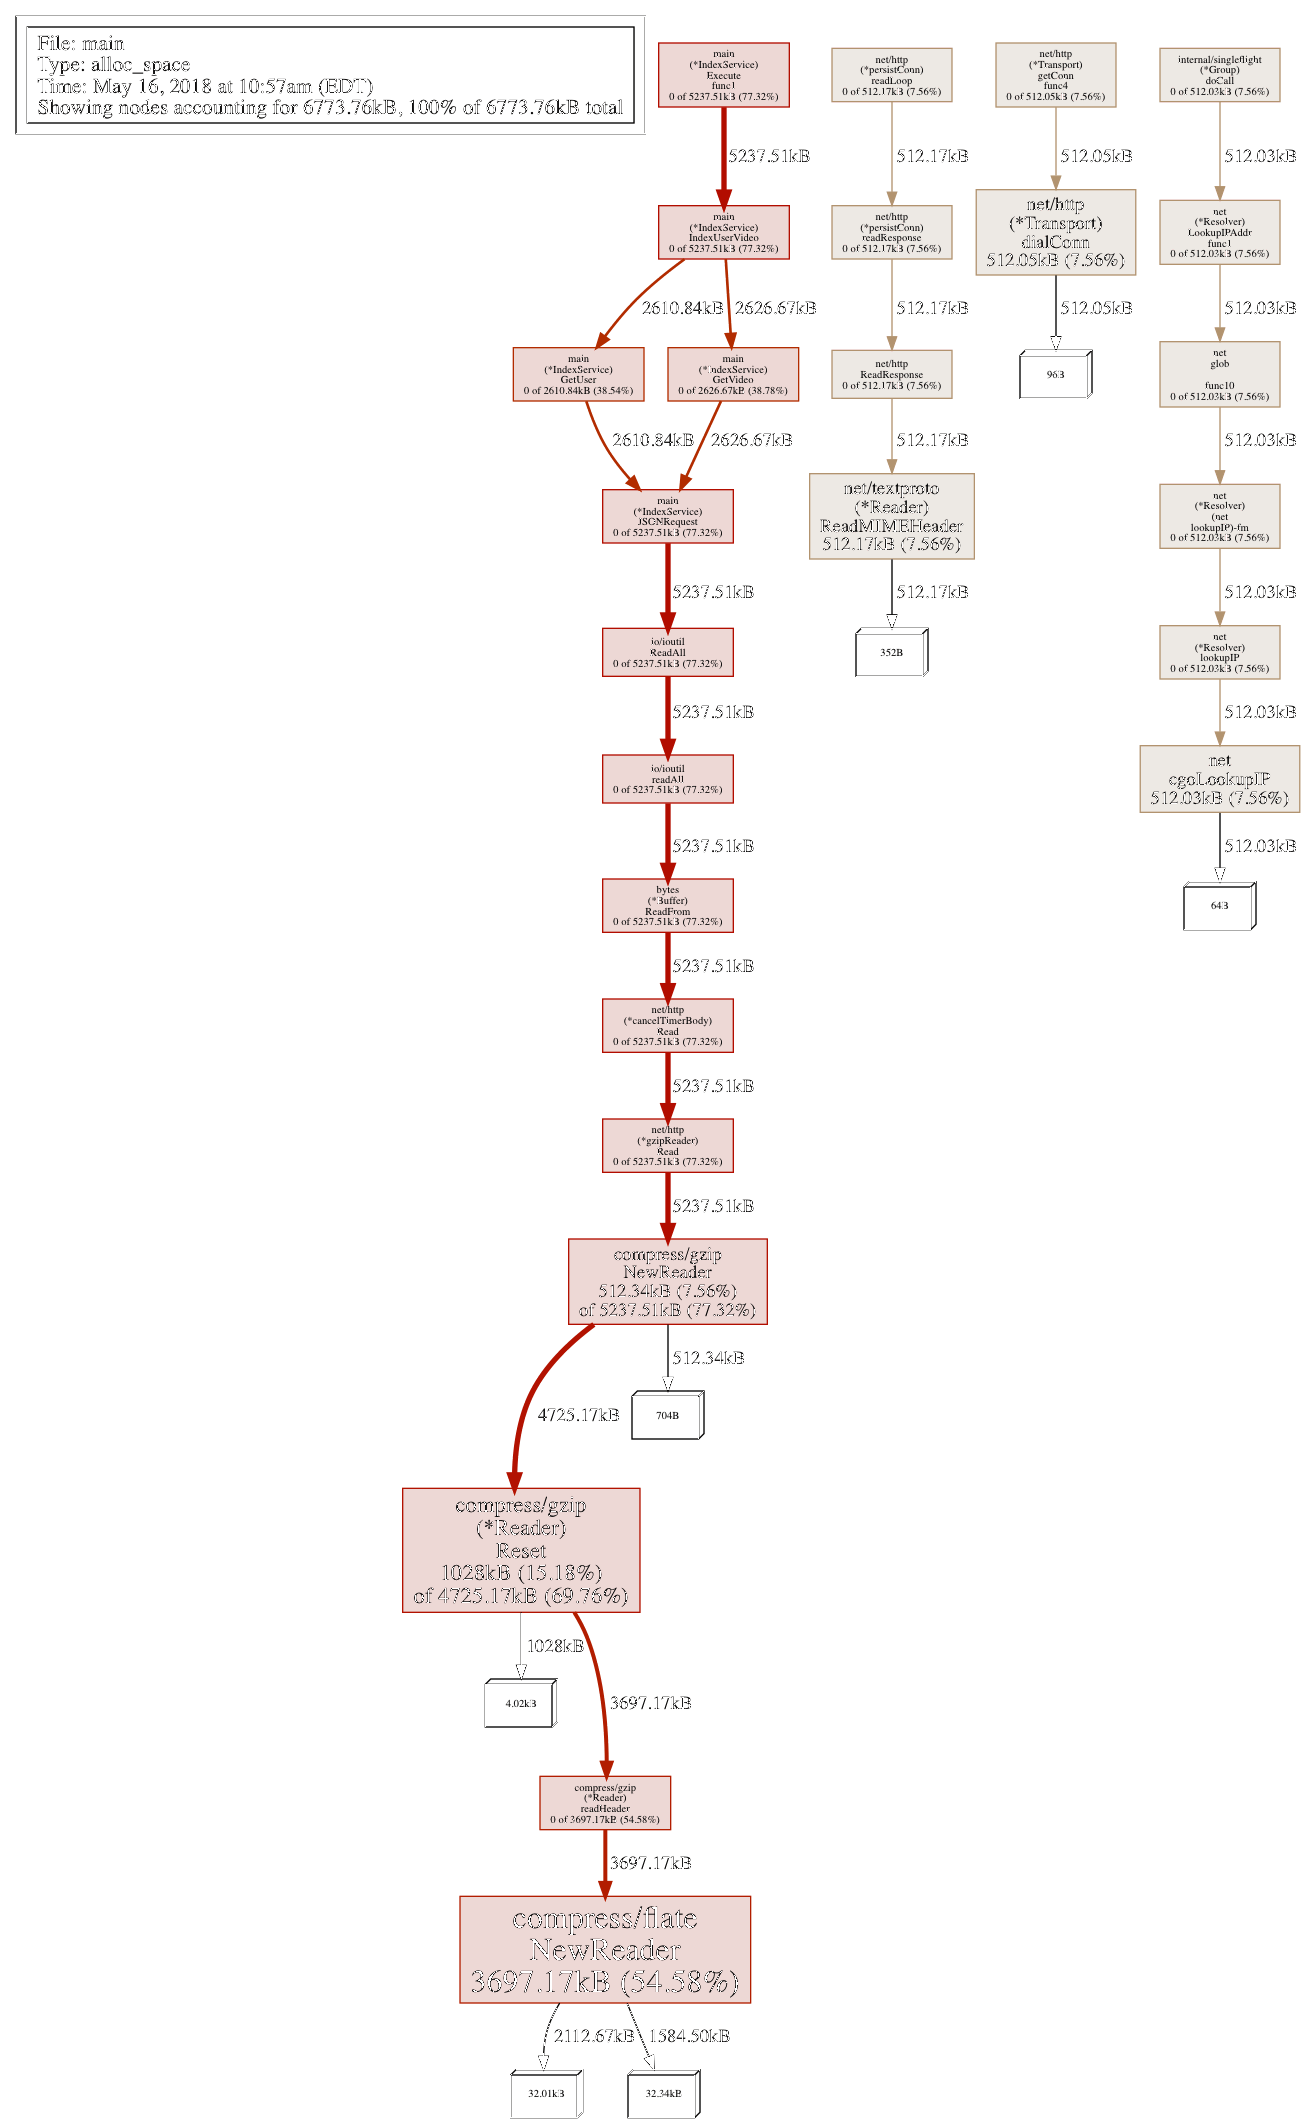 File: main
Type: alloc_space
Time: May 16, 2018 at 10:57am (EDT)
Showing nodes accounting for 6773.76kB, 100% of 6773.76kB total
main
(*IndexService)
Execute
func1
0 of 5237.51kB (77.32%)
5237.51kB
main
(*IndexService)
IndexUserVideo
0 of 5237.51kB (77.32%)
2610.84kB
2626.67kB
main
(*IndexService)
GetUser
0 of 2610.84kB (38.54%)
main
(*IndexService)
GetVideo
0 of 2626.67kB (38.78%)
2610.84kB
2626.67kB
main
(*IndexService)
JSONRequest
0 of 5237.51kB (77.32%)
5237.51kB
io/ioutil
ReadAll
0 of 5237.51kB (77.32%)
5237.51kB
io/ioutil
readAll
0 of 5237.51kB (77.32%)
5237.51kB
bytes
(*Buffer)
ReadFrom
0 of 5237.51kB (77.32%)
5237.51kB
net/http
(*cancelTimerBody)
Read
0 of 5237.51kB (77.32%)
5237.51kB
net/http
(*gzipReader)
Read
0 of 5237.51kB (77.32%)
5237.51kB
compress/gzip
NewReader
512.34kB (7.56%)
of 5237.51kB (77.32%)
4725.17kB
512.34kB
704B
compress/gzip
(*Reader)
Reset
1028kB (15.18%)
of 4725.17kB (69.76%)
1028kB
4.02kB
3697.17kB
compress/gzip
(*Reader)
readHeader
0 of 3697.17kB (54.58%)
3697.17kB
compress/flate
NewReader
3697.17kB (54.58%)
2112.67kB
1584.50kB
32.01kB
32.34kB
net/http
(*persistConn)
readLoop
0 of 512.17kB (7.56%)
512.17kB
net/http
(*persistConn)
readResponse
0 of 512.17kB (7.56%)
512.17kB
net/http
ReadResponse
0 of 512.17kB (7.56%)
512.17kB
net/textproto
(*Reader)
ReadMIMEHeader
512.17kB (7.56%)
512.17kB
352B
net/http
(*Transport)
getConn
func4
0 of 512.05kB (7.56%)
512.05kB
net/http
(*Transport)
dialConn
512.05kB (7.56%)
512.05kB
96B
internal/singleflight
(*Group)
doCall
0 of 512.03kB (7.56%)
512.03kB
net
(*Resolver)
LookupIPAddr
func1
0 of 512.03kB (7.56%)
512.03kB
net
glob
func10
0 of 512.03kB (7.56%)
512.03kB
net
(*Resolver)
(net
lookupIP)-fm
0 of 512.03kB (7.56%)
512.03kB
net
(*Resolver)
lookupIP
0 of 512.03kB (7.56%)
512.03kB
net
cgoLookupIP
512.03kB (7.56%)
512.03kB
64B